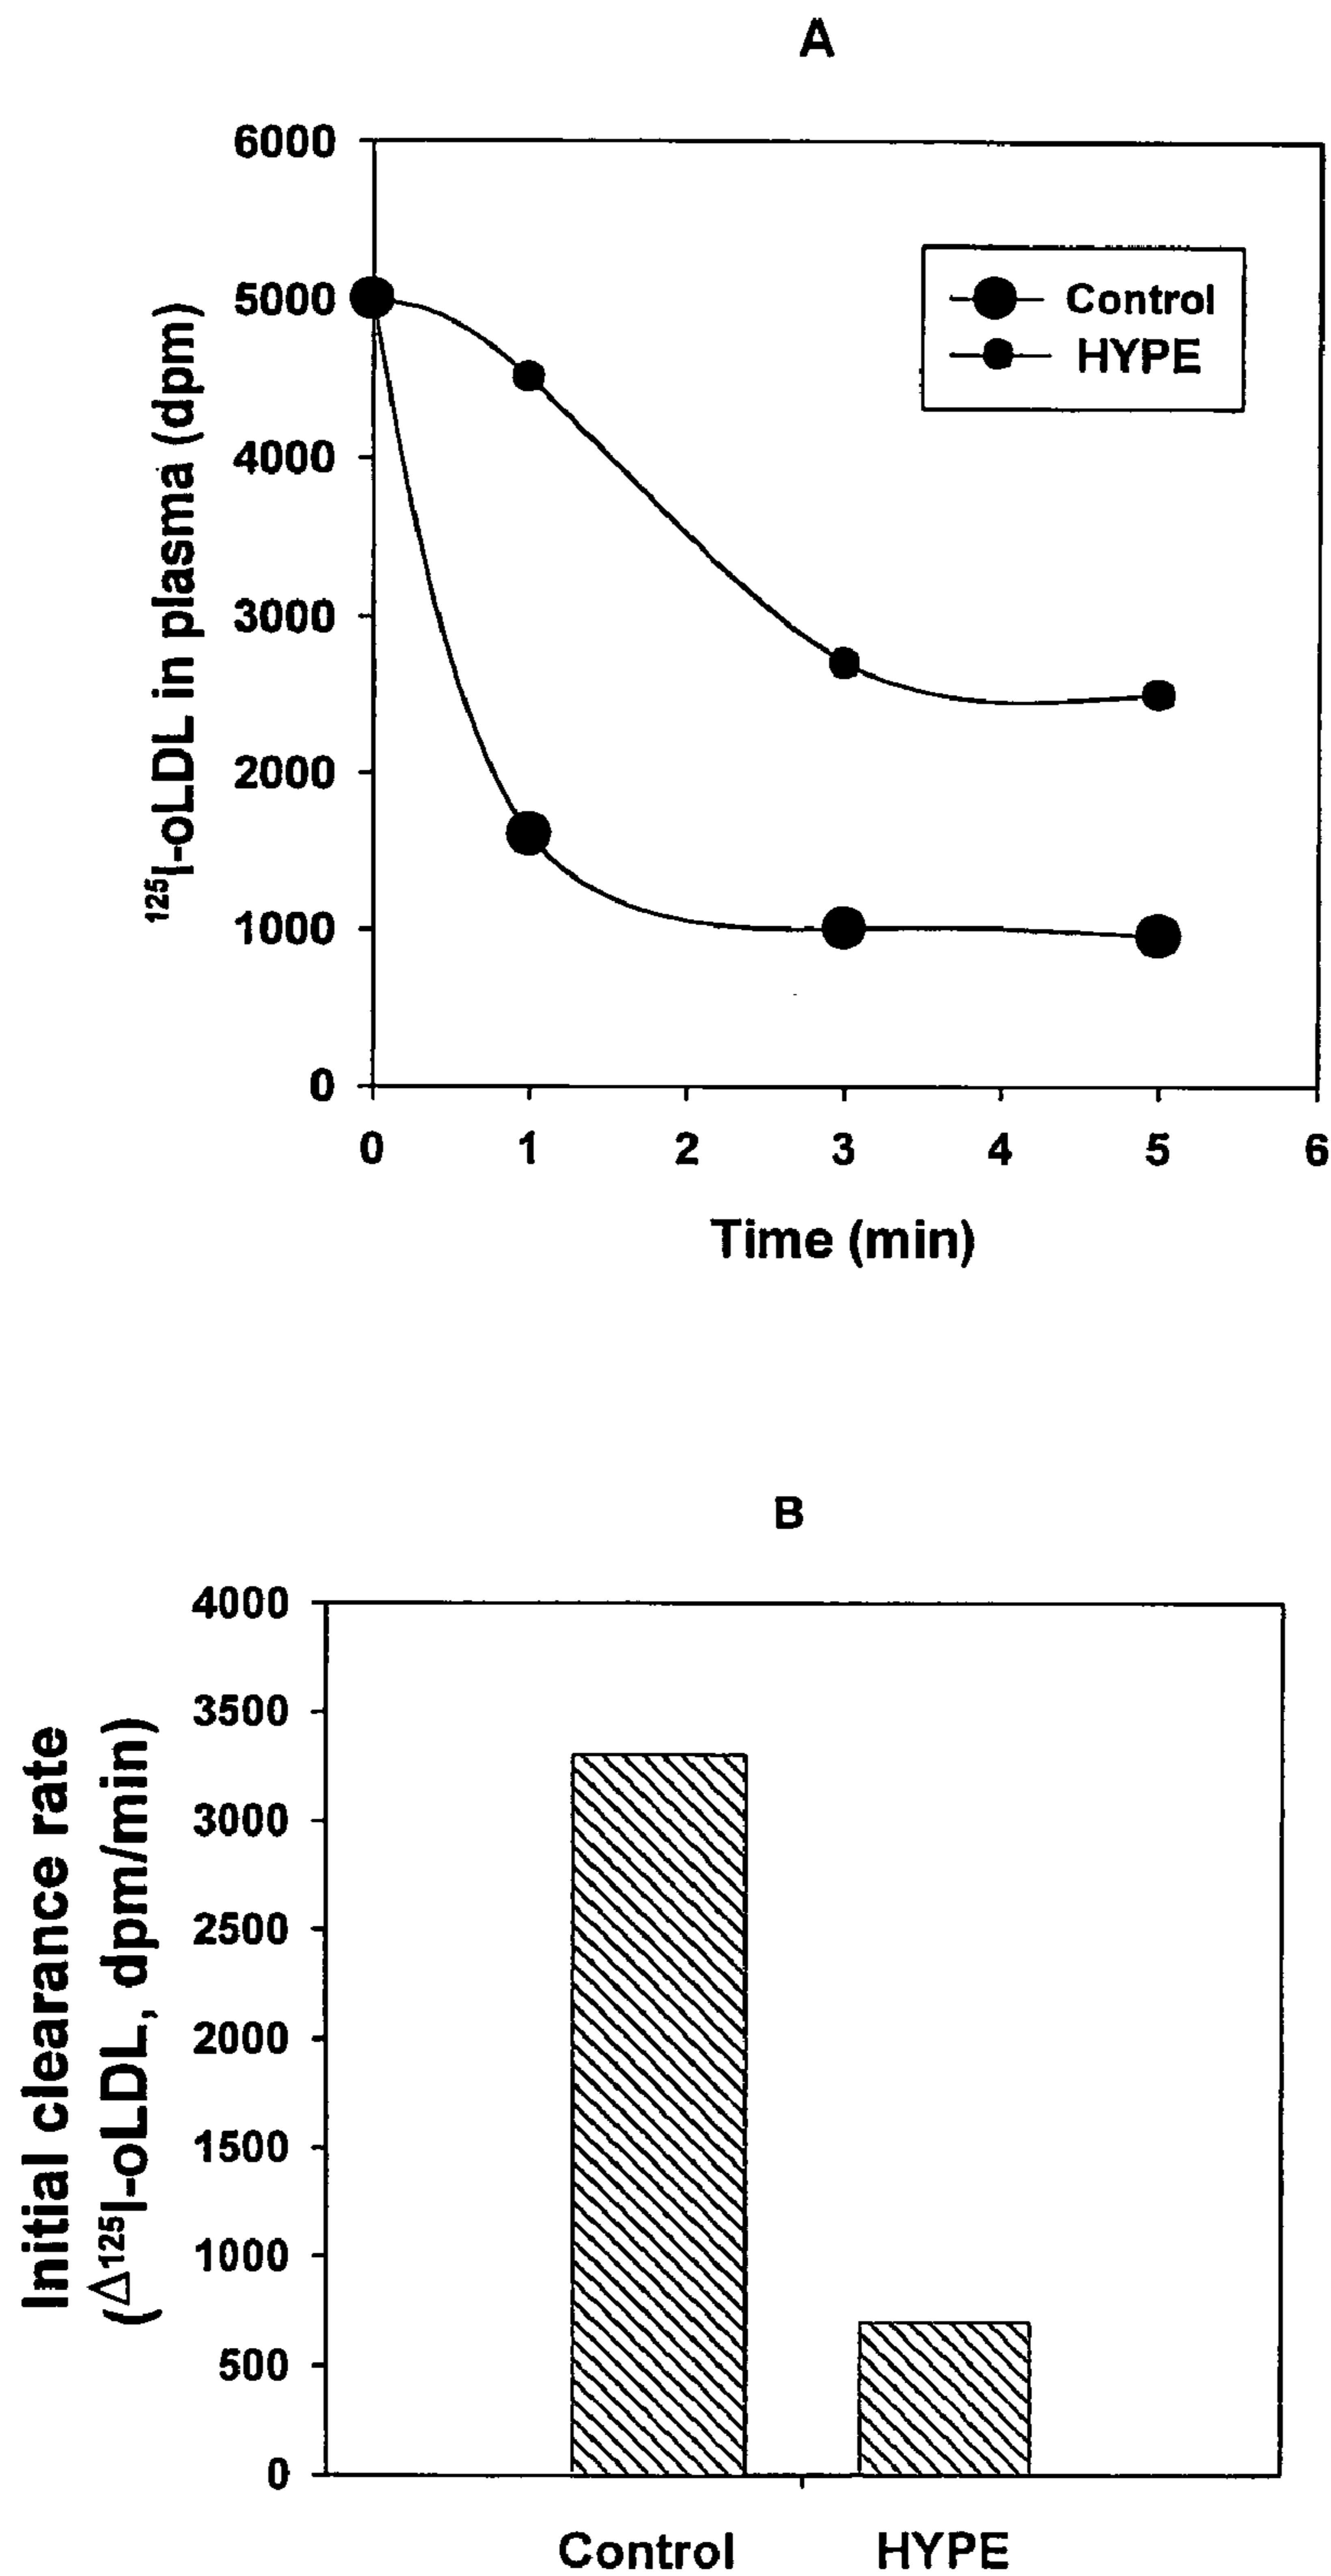 A
6000
5000
4000
3000
2000
1000
0
¹²⁵I-oLDL in plasma (dpm)
Control
HYPE
0 1 2 3 4 5 6
Time (min)
B
4000
3500
3000
2500
2000
1500
1000
500
0
Initial clearance rate
(Δ¹²⁵I-oLDL, dpm/min)
Control HYPE